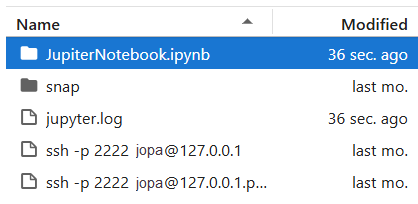 Name Modified
JupiterNotebook.ipynb 36 sec. ago
snap last mo.
jupyter.log 36 sec. ago
ssh -p 2222 jopa@127.0.0.1 last mo.
ssh -p 2222 jopa@127.0.0.1.p... last mo.